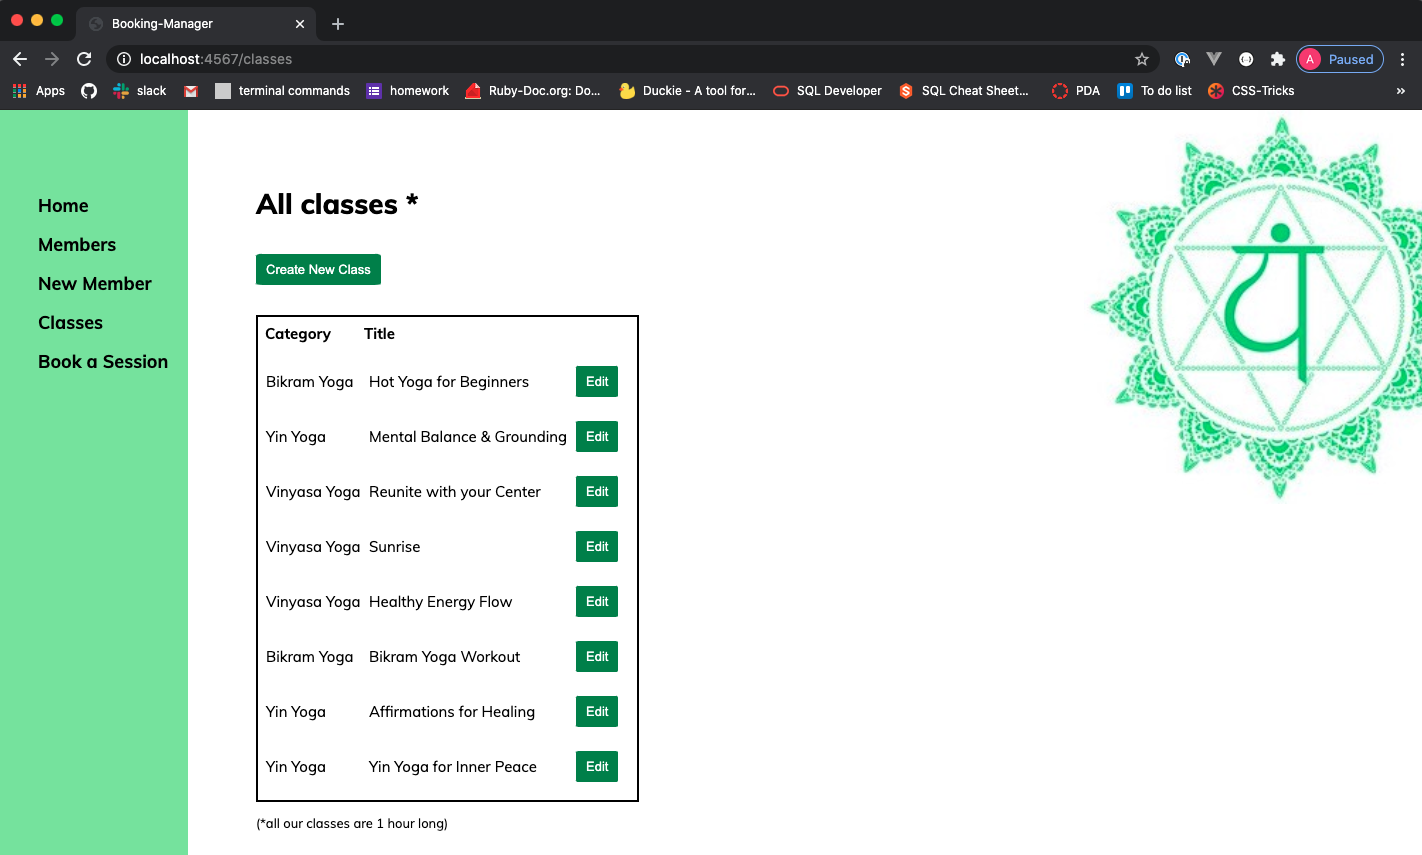 Booking-Manager
localhost:4567/classes
A Paused
Apps slack terminal commands homework Ruby-Doc.org: Do... Duckie - A tool for... SQL Developer SQL Cheat Sheet... PDA To do list CSS-Tricks »
Home
Members
New Member
Classes
Book a Session
All classes *
Create New Class
Category Title
Bikram Yoga Hot Yoga for Beginners Edit
Yin Yoga Mental Balance & Grounding Edit
Vinyasa Yoga Reunite with your Center Edit
Vinyasa Yoga Sunrise Edit
Vinyasa Yoga Healthy Energy Flow Edit
Bikram Yoga Bikram Yoga Workout Edit
Yin Yoga Affirmations for Healing Edit
Yin Yoga Yin Yoga for Inner Peace Edit
(*all our classes are 1 hour long)